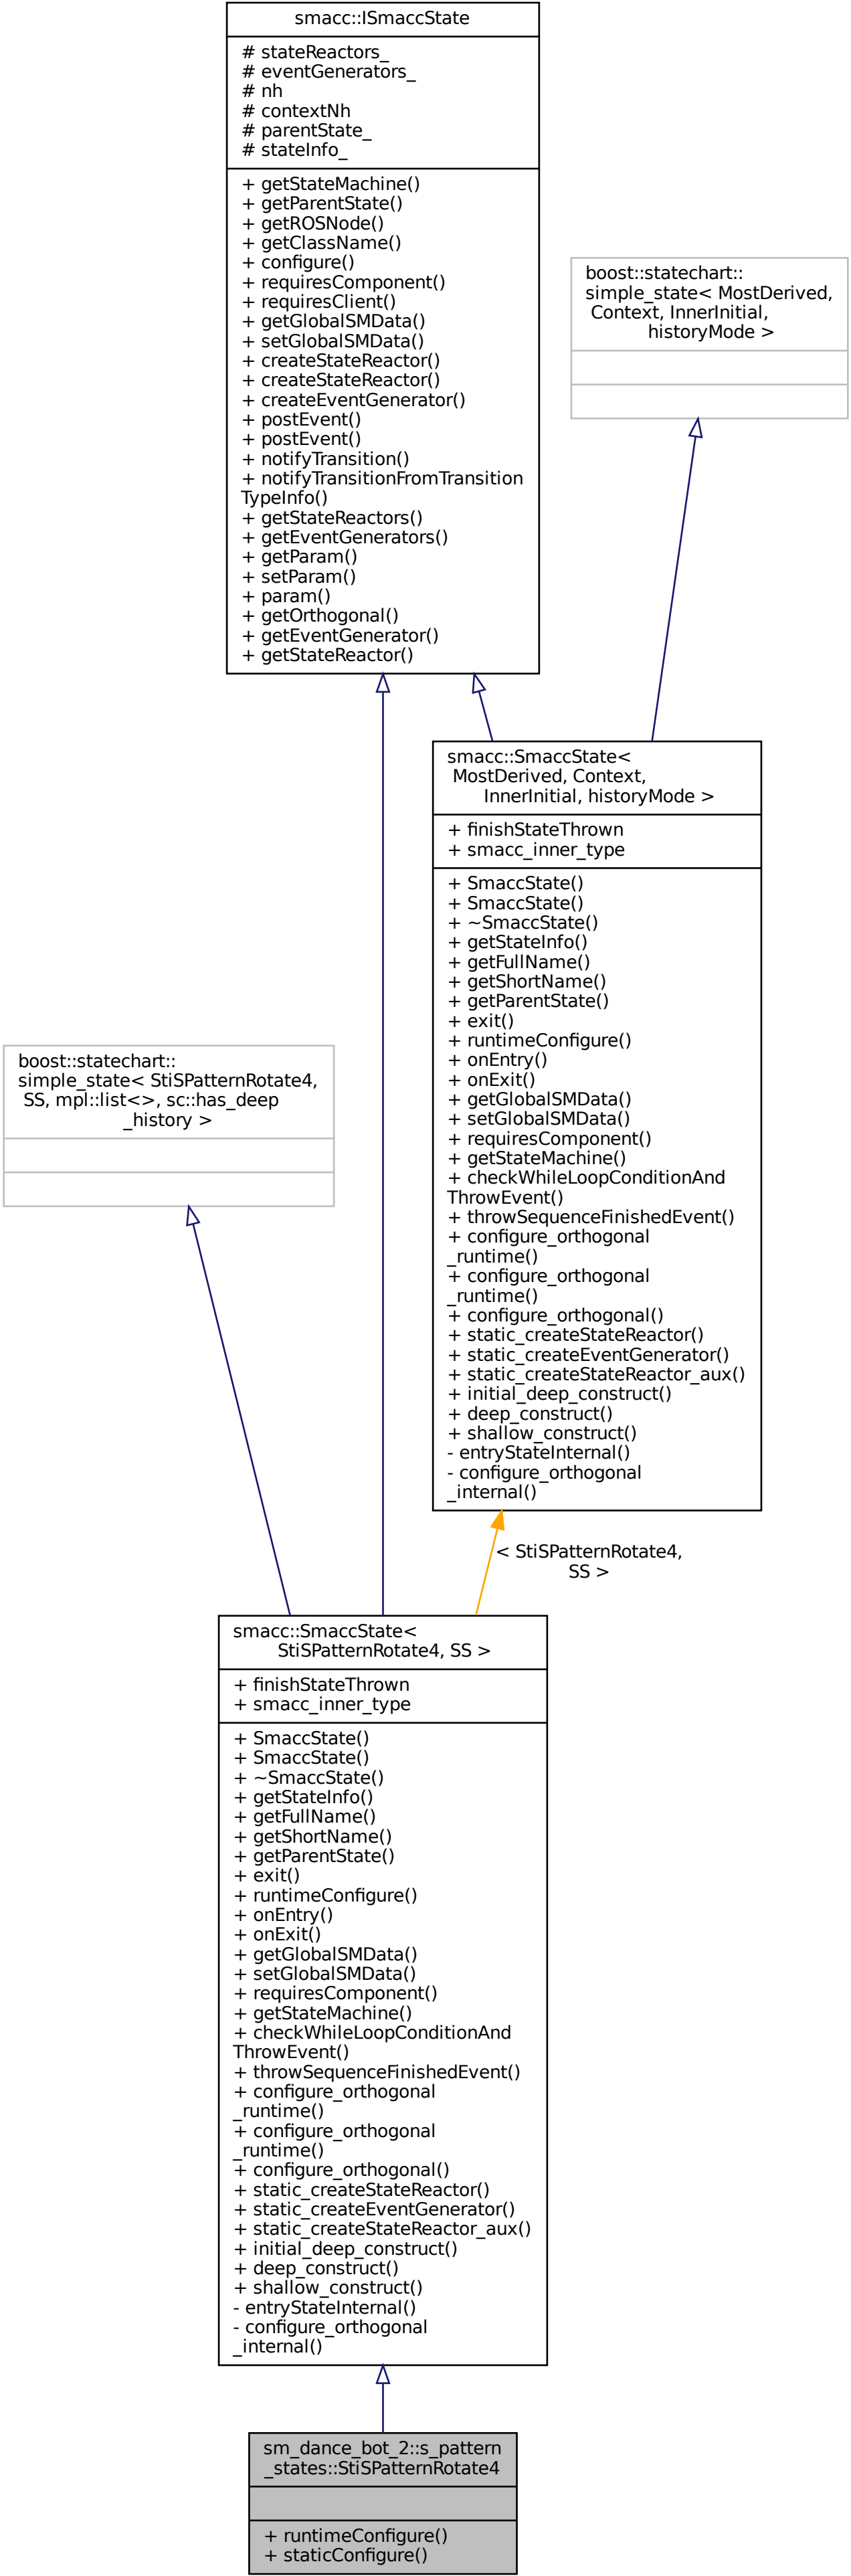 smacc::ISmaccState
# stateReactors_
# eventGenerators_
# nh
# contextNh
# parentState_
# stateInfo_
+ getStateMachine()
+ getParentState()
+ getROSNode()
+ getClassName()
+ configure()
+ requiresComponent()
+ requiresClient()
+ getGlobalSMData()
+ setGlobalSMData()
+ createStateReactor()
+ createStateReactor()
+ createEventGenerator()
+ postEvent()
+ postEvent()
+ notifyTransition()
+ notifyTransitionFromTransition
TypeInfo()
+ getStateReactors()
+ getEventGenerators()
+ getParam()
+ setParam()
+ param()
+ getOrthogonal()
+ getEventGenerator()
+ getStateReactor()
boost::statechart::
simple_state< MostDerived,
Context, InnerInitial,
historyMode >
smacc::SmaccState<
MostDerived, Context,
InnerInitial, historyMode >
+ finishStateThrown
+ smacc_inner_type
+ SmaccState()
+ SmaccState()
+ ~SmaccState()
+ getStateInfo()
+ getFullName()
+ getShortName()
+ getParentState()
+ exit()
+ runtimeConfigure()
+ onEntry()
+ onExit()
+ getGlobalSMData()
+ setGlobalSMData()
+ requiresComponent()
+ getStateMachine()
+ checkWhileLoopConditionAnd
ThrowEvent()
+ throwSequenceFinishedEvent()
+ configure_orthogonal
_runtime()
+ configure_orthogonal
_runtime()
+ configure_orthogonal()
+ static_createStateReactor()
+ static_createEventGenerator()
+ static_createStateReactor_aux()
+ initial_deep_construct()
+ deep_construct()
+ shallow_construct()
- entryStateInternal()
- configure_orthogonal
_internal()
boost::statechart::
simple_state< StiSPatternRotate4,
SS, mpl::list<>, sc::has_deep
_history >
< StiSPatternRotate4,
SS >
smacc::SmaccState<
StiSPatternRotate4, SS >
+ finishStateThrown
+ smacc_inner_type
+ SmaccState()
+ SmaccState()
+ ~SmaccState()
+ getStateInfo()
+ getFullName()
+ getShortName()
+ getParentState()
+ exit()
+ runtimeConfigure()
+ onEntry()
+ onExit()
+ getGlobalSMData()
+ setGlobalSMData()
+ requiresComponent()
+ getStateMachine()
+ checkWhileLoopConditionAnd
ThrowEvent()
+ throwSequenceFinishedEvent()
+ configure_orthogonal
_runtime()
+ configure_orthogonal
_runtime()
+ configure_orthogonal()
+ static_createStateReactor()
+ static_createEventGenerator()
+ static_createStateReactor_aux()
+ initial_deep_construct()
+ deep_construct()
+ shallow_construct()
- entryStateInternal()
- configure_orthogonal
_internal()
sm_dance_bot_2::s_pattern
_states::StiSPatternRotate4
+ runtimeConfigure()
+ staticConfigure()